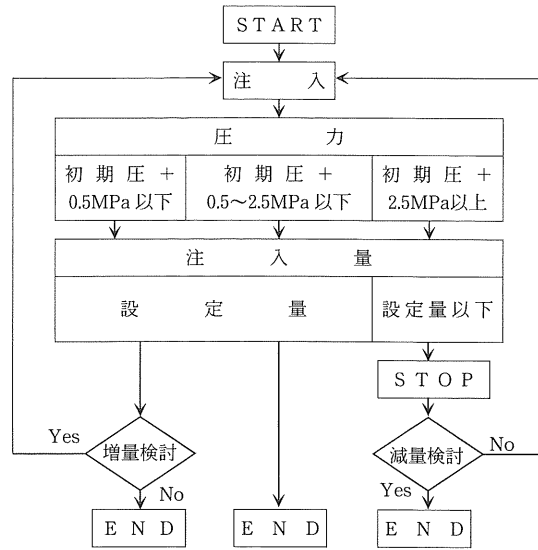 START
注入
圧力
初期圧＋
0.5MPa以下
初期圧＋
0.5～2.5MPa以下
初期圧＋
2.5MPa以上
注入量
設定量
設定量以下
STOP
Yes
増量検討
No
減量検討
No
Yes
END
END
END